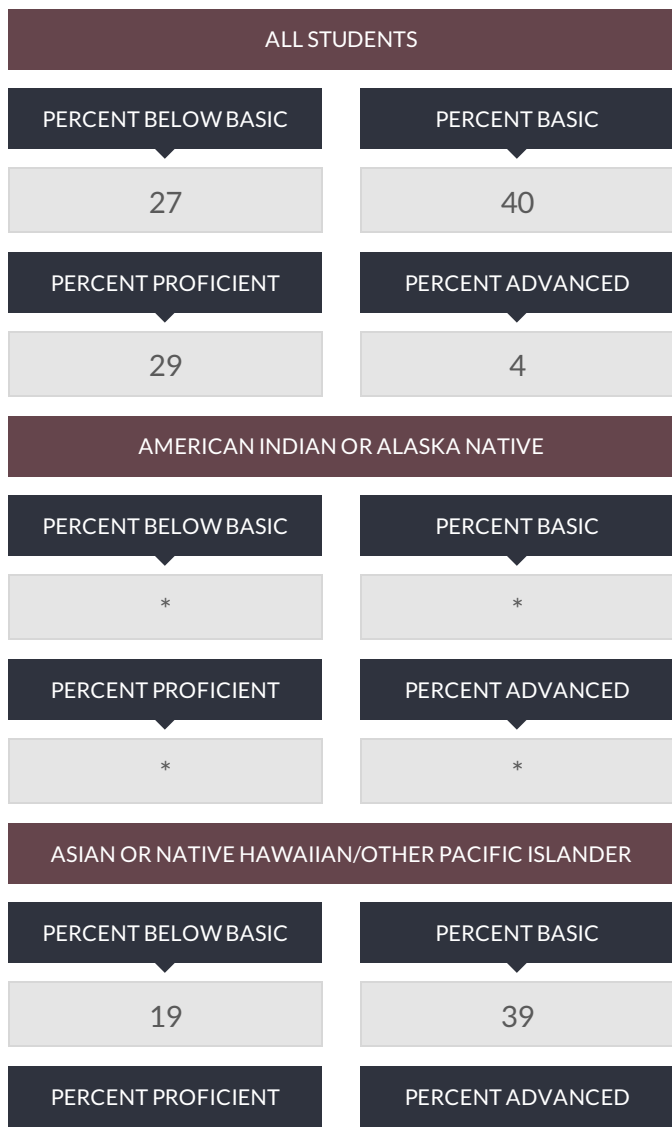 ALL STUDENTS
PERCENT BELOW BASIC PERCENT BASIC
27 40
PERCENT PROFICIENT PERCENT ADVANCED
29 4
AMERICAN INDIAN OR ALASKA NATIVE
PERCENT BELOW BASIC PERCENT BASIC
* *
PERCENT PROFICIENT PERCENT ADVANCED
* *
ASIAN OR NATIVE HAWAIIAN/OTHER PACIFIC ISLANDER
PERCENT BELOW BASIC PERCENT BASIC
19 39
PERCENT PROFICIENT PERCENT ADVANCED